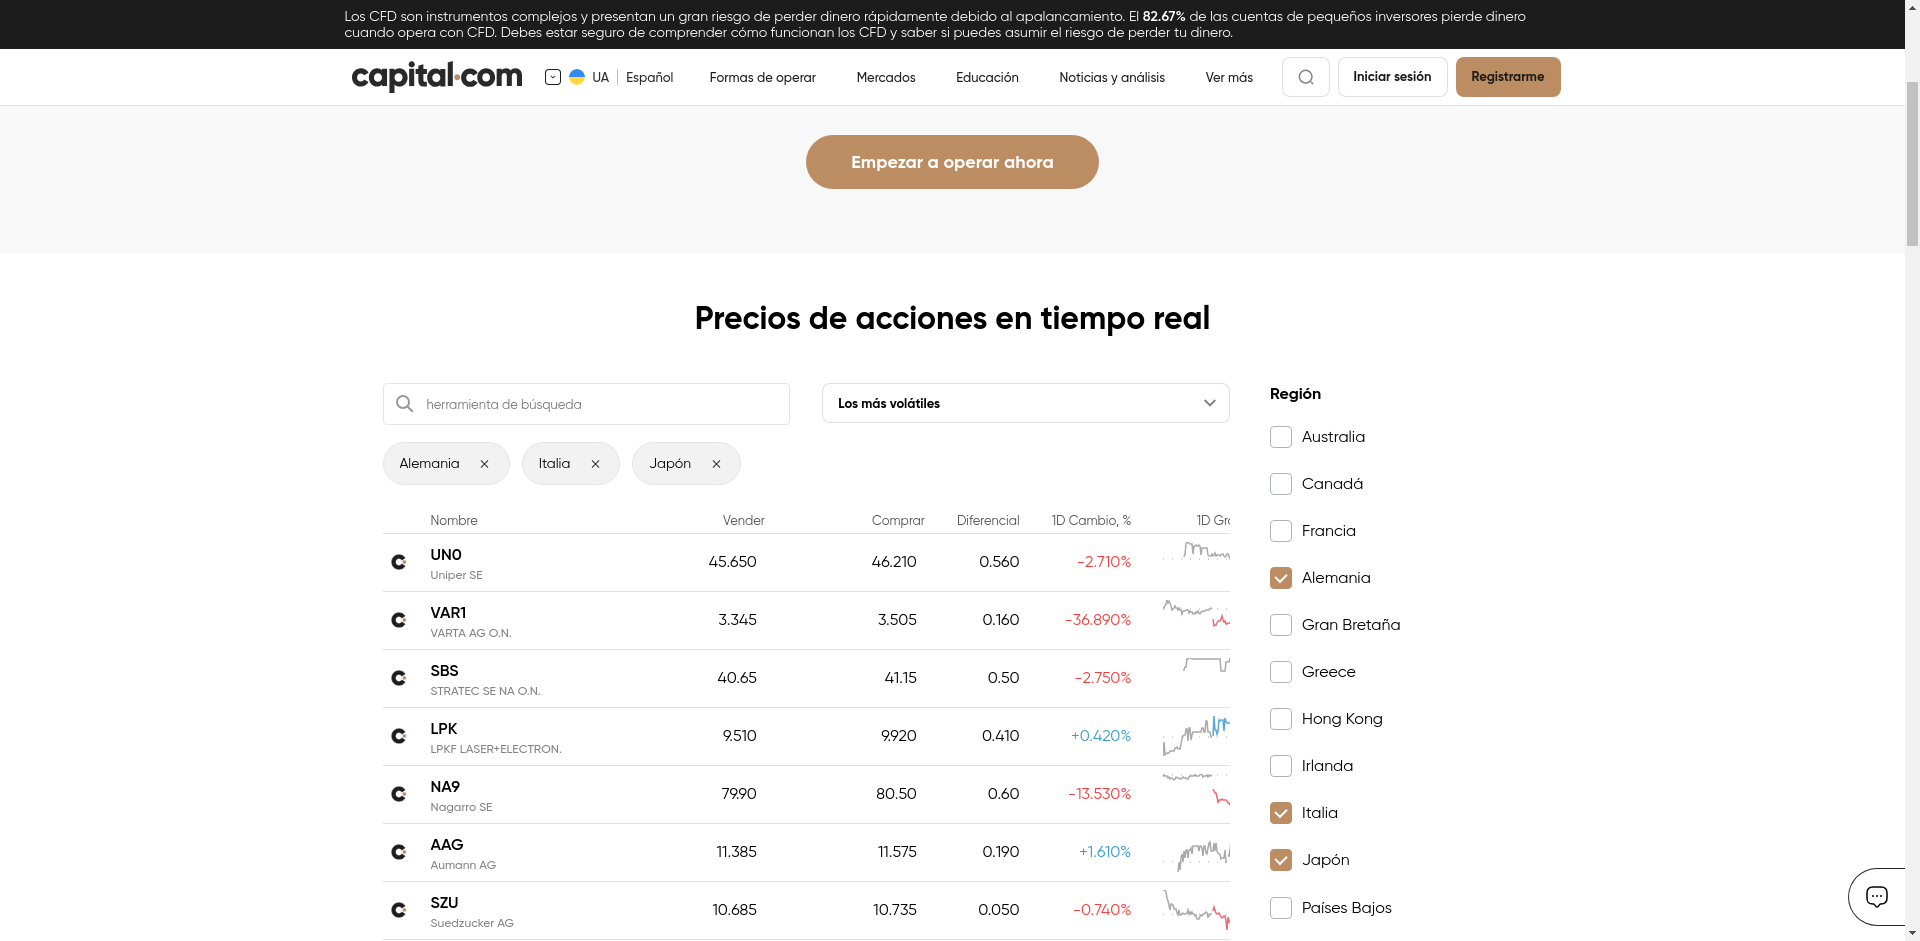 Los CFD son instrumentos complejos y presentan un gran riesgo de perder dinero rápidamente debido al apalancamiento. El 82.67% de las cuentas de pequeños inversores pierde dinero
cuando opera con CFD. Debes estar seguro de comprender cómo funcionan los CFD y saber si puedes asumir el riesgo de perder tu dinero.
capital.com UA Español Formas de operar Mercados Educación Noticias y análisis Ver más Iniciar sesión Registrarme
Empezar a operar ahora
Precios de acciones en tiempo real
herramienta de búsqueda
Los más volátiles
Alemania Italia Japón
Nombre Vender Comprar Diferencial 1D Cambio, %
UN0 45.650 46.210 0.560 -2.710%
Uniper SE
VAR1 3.345 3.505 0.160 -36.890%
VARTA AG O.N.
SBS 40.65 41.15 0.50 -2.750%
STRATEC SE NA O.N.
LPK 9.510 9.920 0.410 +0.420%
LPKF LASER+ELECTRON.
NA9 79.90 80.50 0.60 -13.530%
Nagarro SE
AAG 11.385 11.575 0.190 +1.610%
Aumann AG
SZU 10.685 10.735 0.050 -0.740%
Suedzucker AG
Región
Australia
Canadá
Francia
Alemania
Gran Bretaña
Greece
Hong Kong
Irlanda
Italia
Japón
Países Bajos